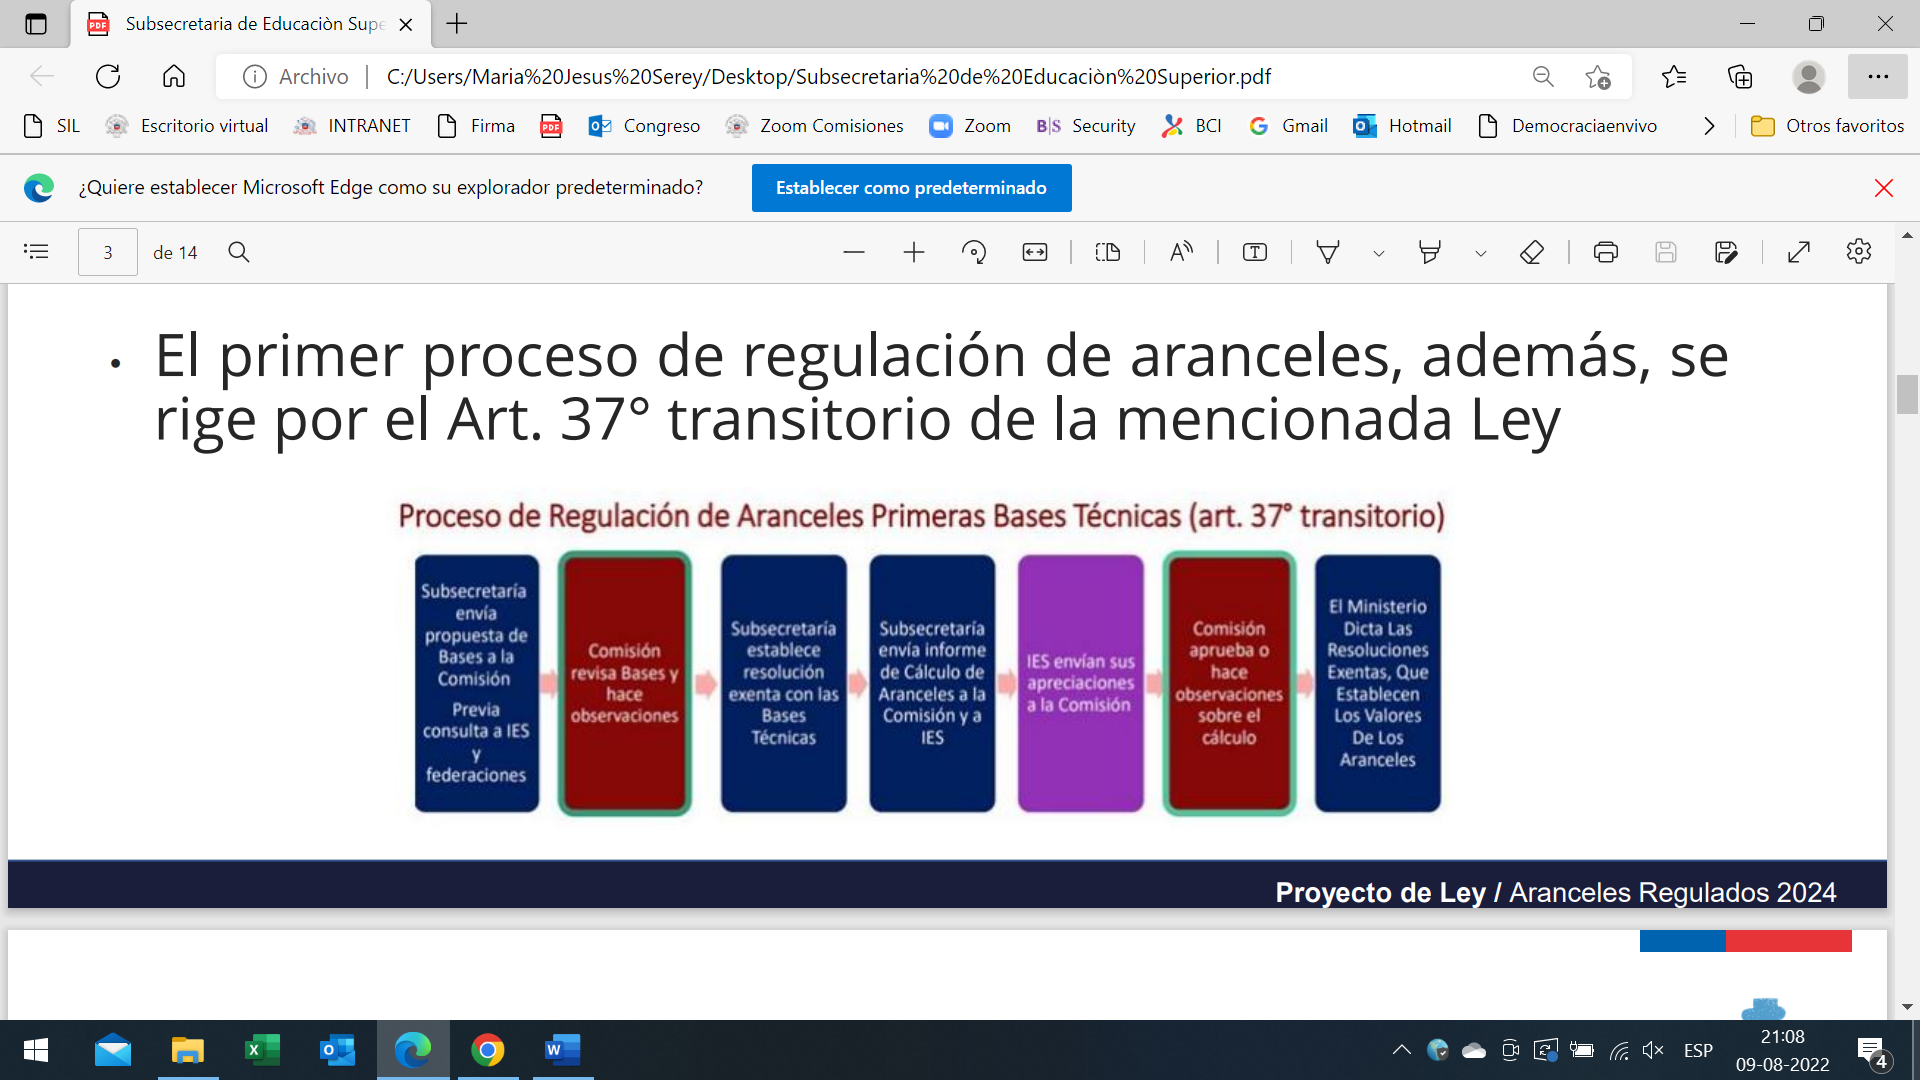 Subsecretaria de Educaciòn Supe
Archivo
C:/Users/Maria%20Jesus%20Serey/Desktop/Subsecretaria%20de%20Educaciòn%20Superior.pdf
SIL
Escritorio virtual
INTRANET
Firma
Congreso
Zoom Comisiones
Zoom
B|S Security
BCI
Gmail
Hotmail
Democraciaenvivo
Otros favoritos
¿Quiere establecer Microsoft Edge como su explorador predeterminado?
Establecer como predeterminado
3 de 14
• El primer proceso de regulación de aranceles, además, se
rige por el Art. 37° transitorio de la mencionada Ley
Proceso de Regulación de Aranceles Primeras Bases Técnicas (art. 37° transitorio)
Subsecretaría
envía
propuesta de
Bases a la
Comisión
Previa
consulta a IES
y
federaciones
Comisión
revisa Bases y
hace
observaciones
Subsecretaría
establece
resolución
exenta con las
Bases
Técnicas
Subsecretaría
envía informe
de Cálculo de
Aranceles a la
Comisión y a
IES
IES envían sus
apreciaciones
a la Comisión
Comisión
aprueba o
hace
observaciones
sobre el
cálculo
El Ministerio
Dicta Las
Resoluciones
Exentas, Que
Establecen
Los Valores
De Los
Aranceles
Proyecto de Ley / Aranceles Regulados 2024
ESP
21:08
09-08-2022
4